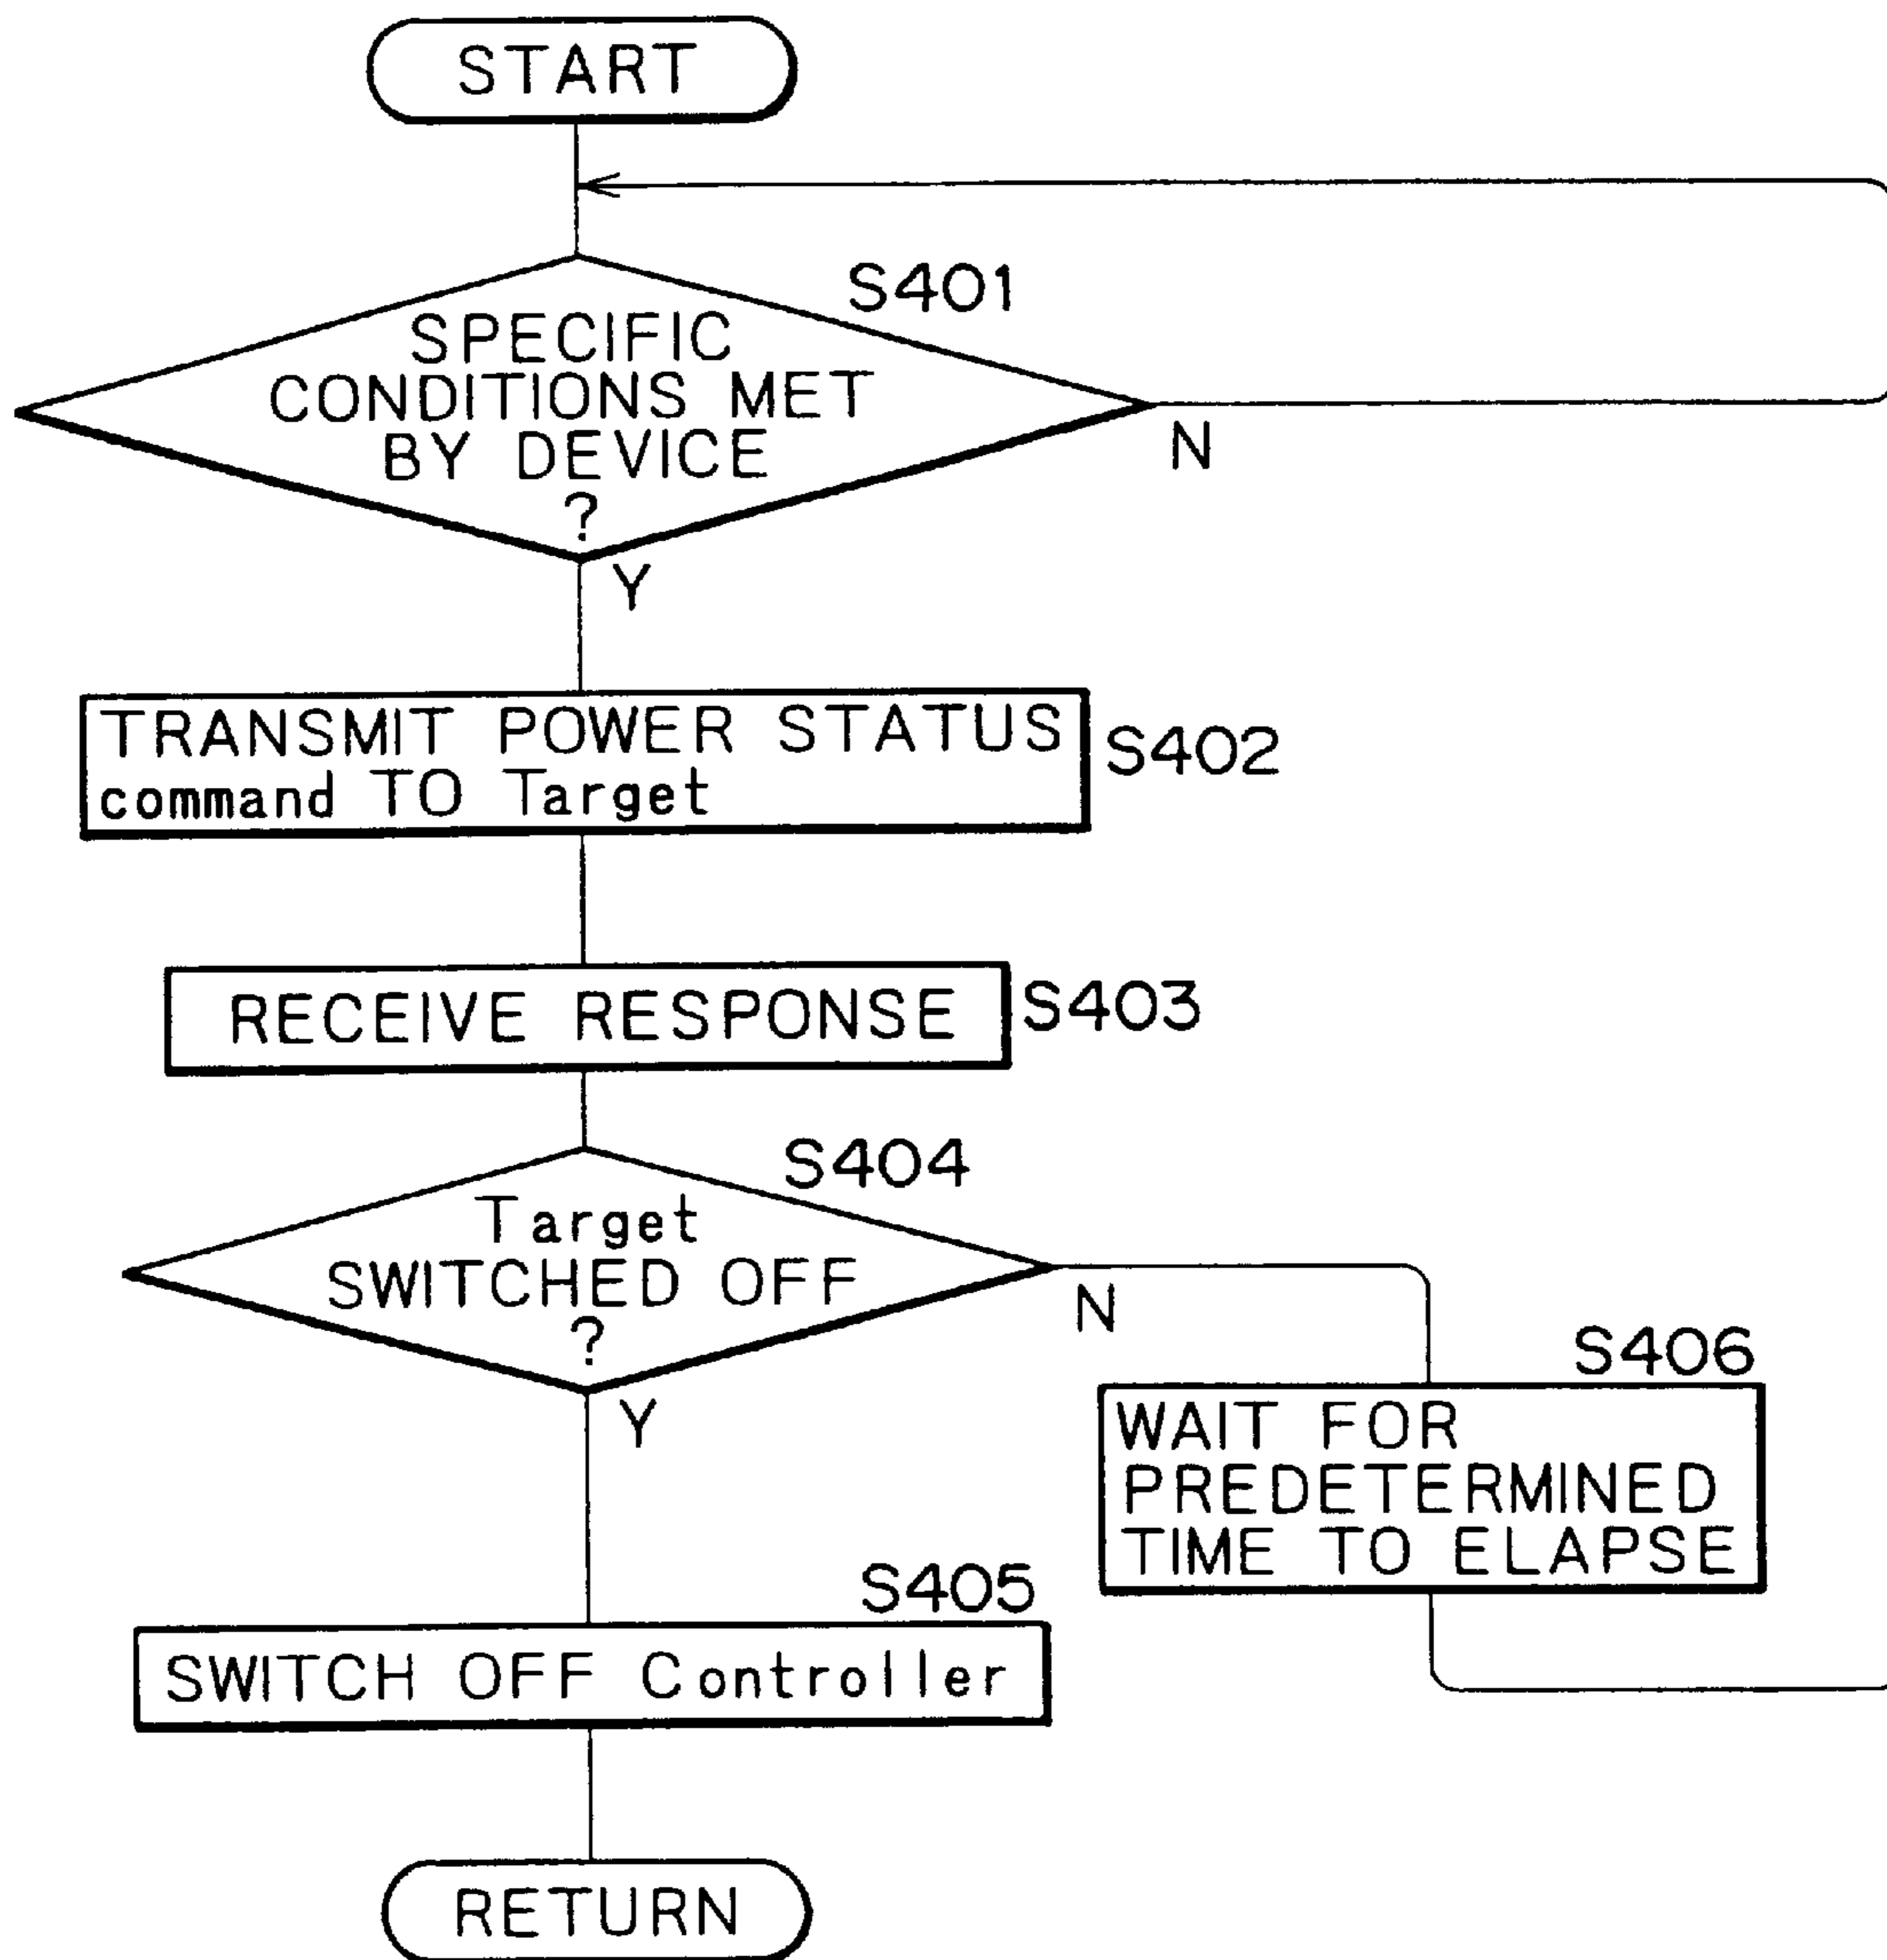 START
S401
SPECIFIC
CONDITIONS MET
BY DEVICE
?
N
Y
TRANSMIT POWER STATUS
command TO Target
S402
RECEIVE RESPONSE
S403
S404
Target
SWITCHED OFF
?
N
Y
S406
WAIT FOR
PREDETERMINED
TIME TO ELAPSE
S405
SWITCH OFF Controller
RETURN